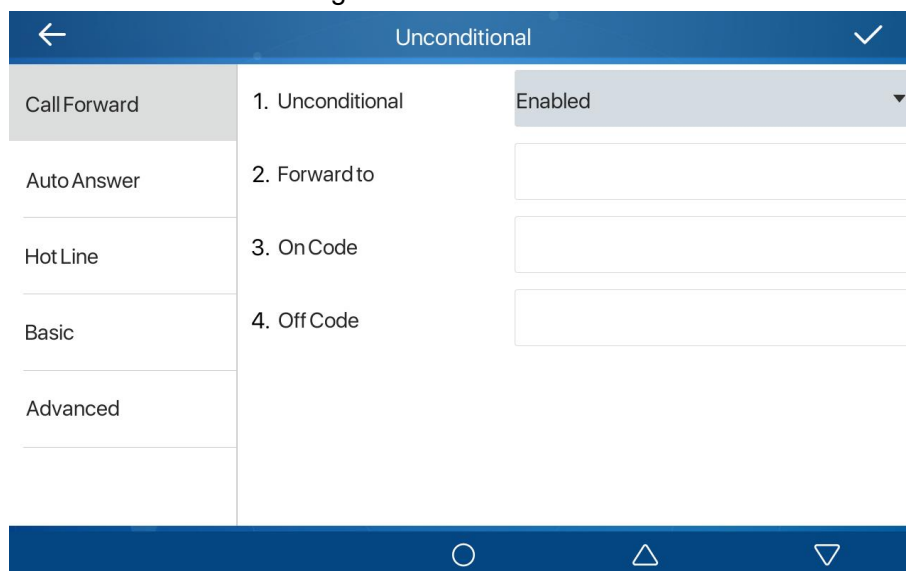 Unconditional
Call Forward
Auto Answer
Hot Line
Basic
Advanced
1. Unconditional Enabled
2. Forward to
3. On Code
4. Off Code